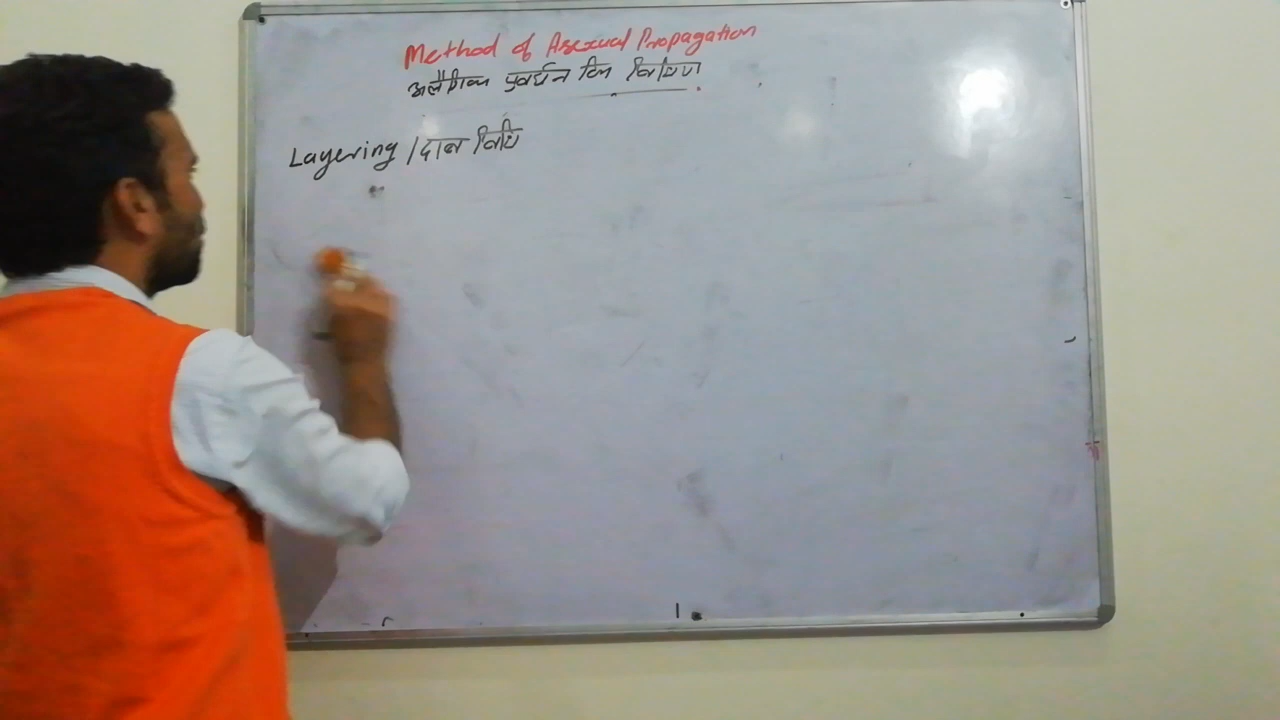 Method of Asexual Propagation
अलैंगिक प्रवर्धन कि विधिया
Layering / दाब विधि